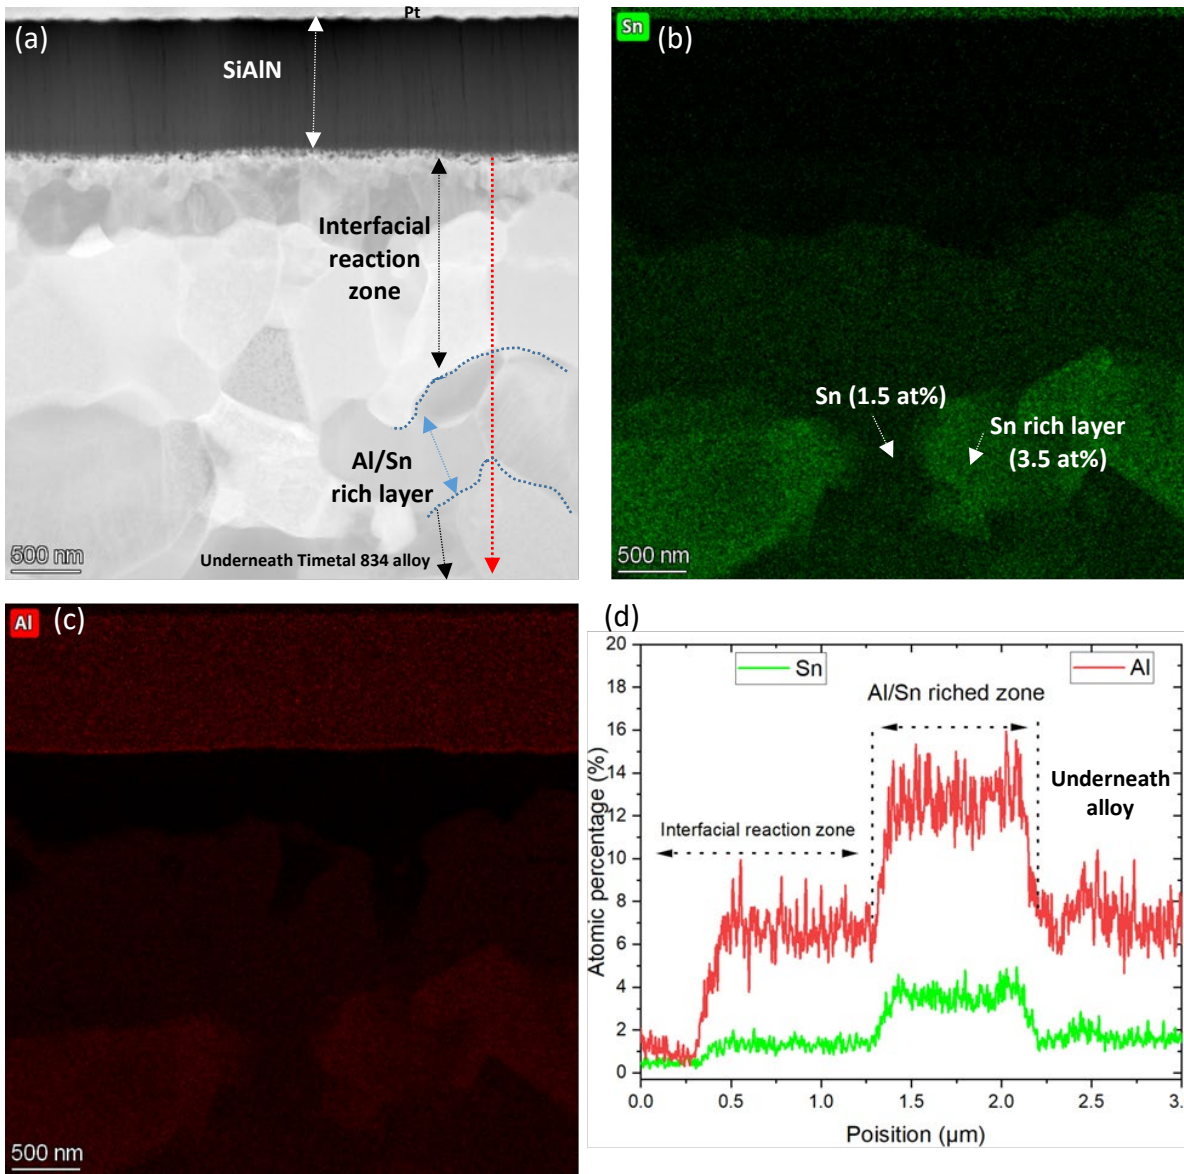 (a)
Pt
SiAlN
Interfacial
reaction
zone
Al/Sn
rich layer
Underneath Timetal 834 alloy
500 nm
Sn
(b)
Sn (1.5 at%)
Sn rich layer
(3.5 at%)
500 nm
Al
(c)
500 nm
(d)
20
18
16
14
12
10
8
6
4
2
0
Atomic percentage (%)
Sn
Al
Al/Sn riched zone
Underneath
alloy
Interfacial reaction zone
0.0
0.5
1.0
1.5
2.0
2.5
3.
Poisition (μm)